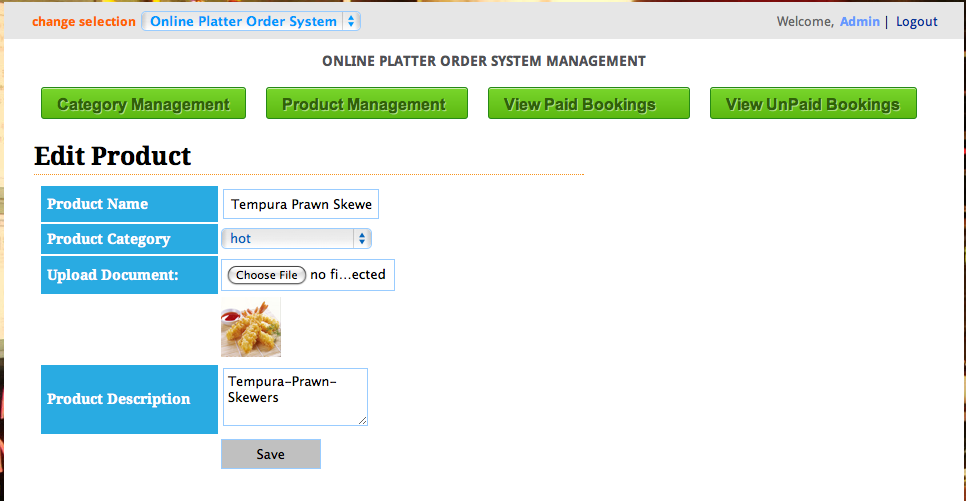 change selection Online Platter Order System Welcome, Admin | Logout
ONLINE PLATTER ORDER SYSTEM MANAGEMENT
Category Management Product Management View Paid Bookings View UnPaid Bookings
Edit Product
Product Name Tempura Prawn Skewe
Product Category hot
Upload Document: Choose File no fi...ected
Product Description Tempura-Prawn-
Skewers
Save